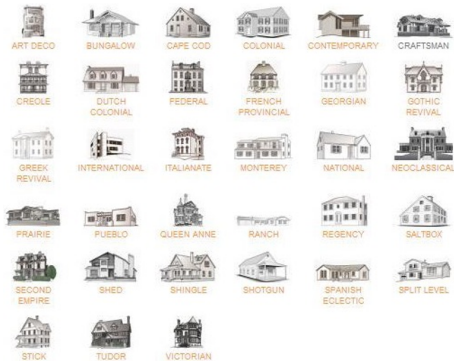 ART DECO
BUNGALOW
CAPE COD
COLONIAL
CONTEMPORARY
CRAFTSMAN
CREOLE
DUTCH
COLONIAL
FEDERAL
FRENCH
PROVINCIAL
GEORGIAN
GOTHIC
REVIVAL
GREEK
REVIVAL
INTERNATIONAL
ITALIANATE
MONTEREY
NATIONAL
NEOCLASSICAL
PRAIRIE
PUEBLO
QUEEN ANNE
RANCH
REGENCY
SALTBOX
SECOND
EMPIRE
SHED
SHINGLE
SHOTGUN
SPANISH
ECLECTIC
SPLIT LEVEL
STICK
TUDOR
VICTORIAN